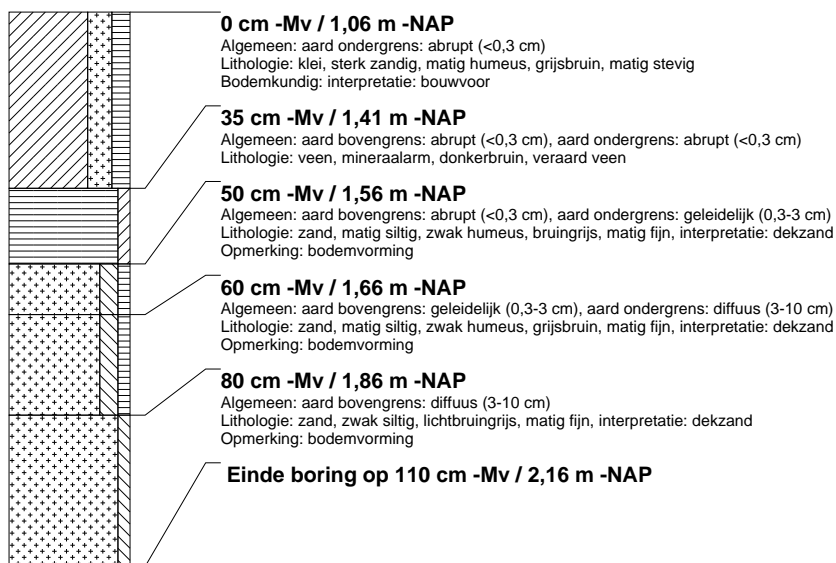 0 cm -Mv / 1,06 m -NAP
Algemeen: aard ondergrens: abrupt (<0,3 cm)
Lithologie: klei, sterk zandig, matig humeus, grijsbruin, matig stevig
Bodemkundig: interpretatie: bouwvoor
35 cm -Mv / 1,41 m -NAP
Algemeen: aard bovengrens: abrupt (<0,3 cm), aard ondergrens: abrupt (<0,3 cm)
Lithologie: veen, mineraalarm, donkerbruin, veraard veen
50 cm -Mv / 1,56 m -NAP
Algemeen: aard bovengrens: abrupt (<0,3 cm), aard ondergrens: geleidelijk (0,3-3 cm)
Lithologie: zand, matig siltig, zwak humeus, bruingrijs, matig fijn, interpretatie: dekzand
Opmerking: bodemvorming
60 cm -Mv / 1,66 m -NAP
Algemeen: aard bovengrens: geleidelijk (0,3-3 cm), aard ondergrens: diffuus (3-10 cm)
Lithologie: zand, matig siltig, zwak humeus, grijsbruin, matig fijn, interpretatie: dekzand
Opmerking: bodemvorming
80 cm -Mv / 1,86 m -NAP
Algemeen: aard bovengrens: diffuus (3-10 cm)
Lithologie: zand, zwak siltig, lichtbruingrijs, matig fijn, interpretatie: dekzand
Opmerking: bodemvorming
Einde boring op 110 cm -Mv / 2,16 m -NAP